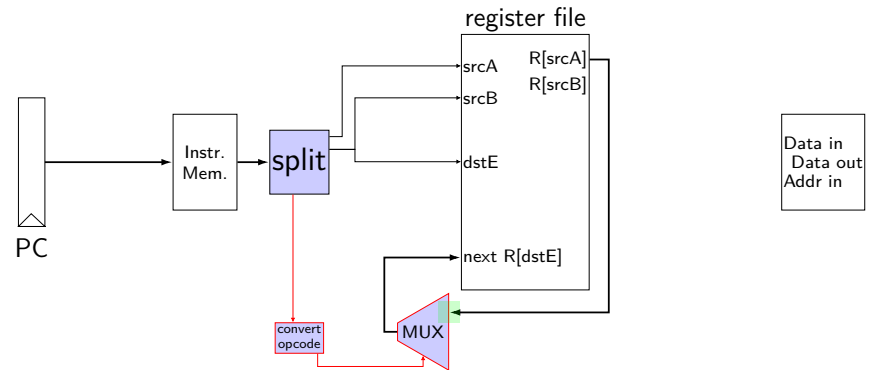 register file
srcA
R[srcA]
R[srcB]
srcB
Instr.
Mem.
split
dstE
Data in
Data out
Addr in
PC
next R[dstE]
convert
opcode
MUX